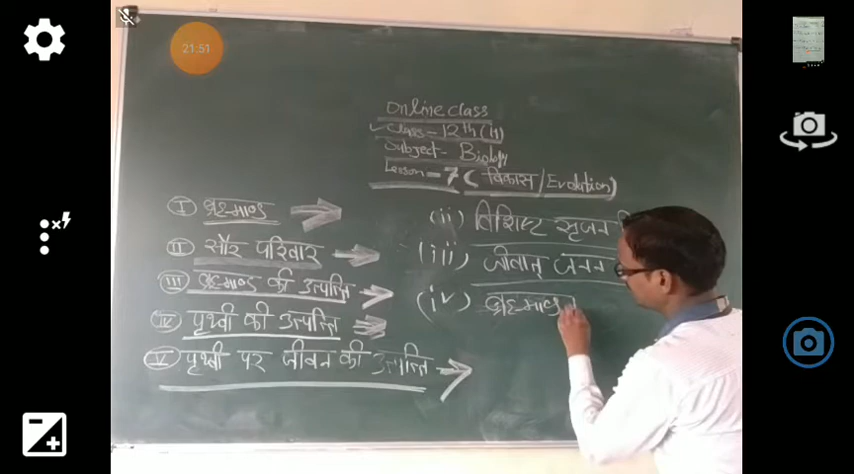 21:51
Online class
Class - 12th (H)
Subject - Biology
Lesson - 7 ( विकास / Evolution)
I ब्रह्माण्ड
II सौर परिवार
III ब्रह्माण्ड की उत्पत्ति
IV पृथ्वी की उत्पत्ति
V पृथ्वी पर जीवन की उत्पत्ति
(ii) विशिष्ट सृजन
(iii) जीवात् जनन
(iv) ब्रह्माण्ड